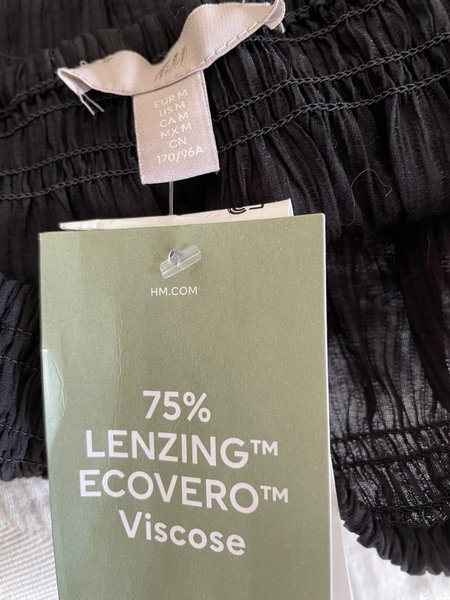 H&M
EUR M
US M
CA M
MX M
CN
170/96A
HM.COM
75%
LENZING™
ECOVERO™
Viscose